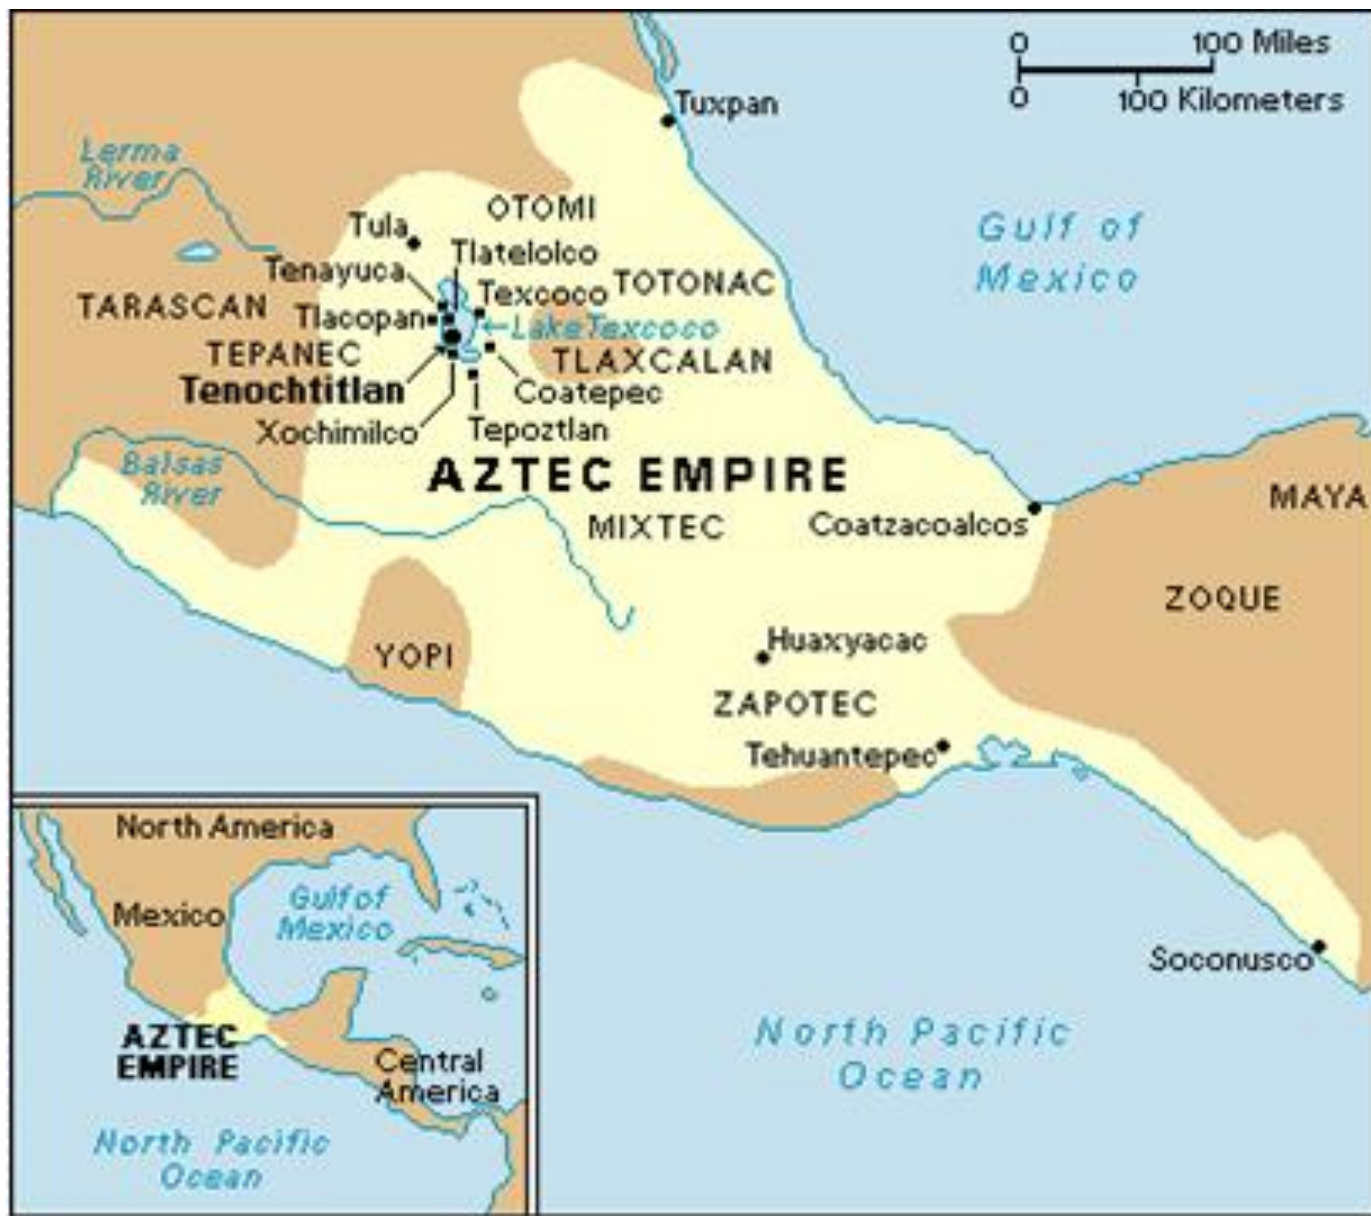 0 100 Miles
0 100 Kilometers
Tuxpan
Lerma
River
Gulf of
Mexico
OTOMI
Tula
Tlatelolco
Tenayuca
TOTONAC
Texcoco
TARASCAN
Tlacopan
Lake Texcoco
TEPANEC
TLAXCALAN
Tenochtitlan
Coatepec
Xochimilco
Tepoztlan
Balsas
River
AZTEC EMPIRE
MAYA
MIXTEC
Coatzacoalcos
ZOQUE
YOPI
Huaxyacac
ZAPOTEC
Tehuantepec
Soconusco
North Pacific
Ocean
North America
Mexico
Gulf of
Mexico
AZTEC
EMPIRE
Central
America
North Pacific
Ocean